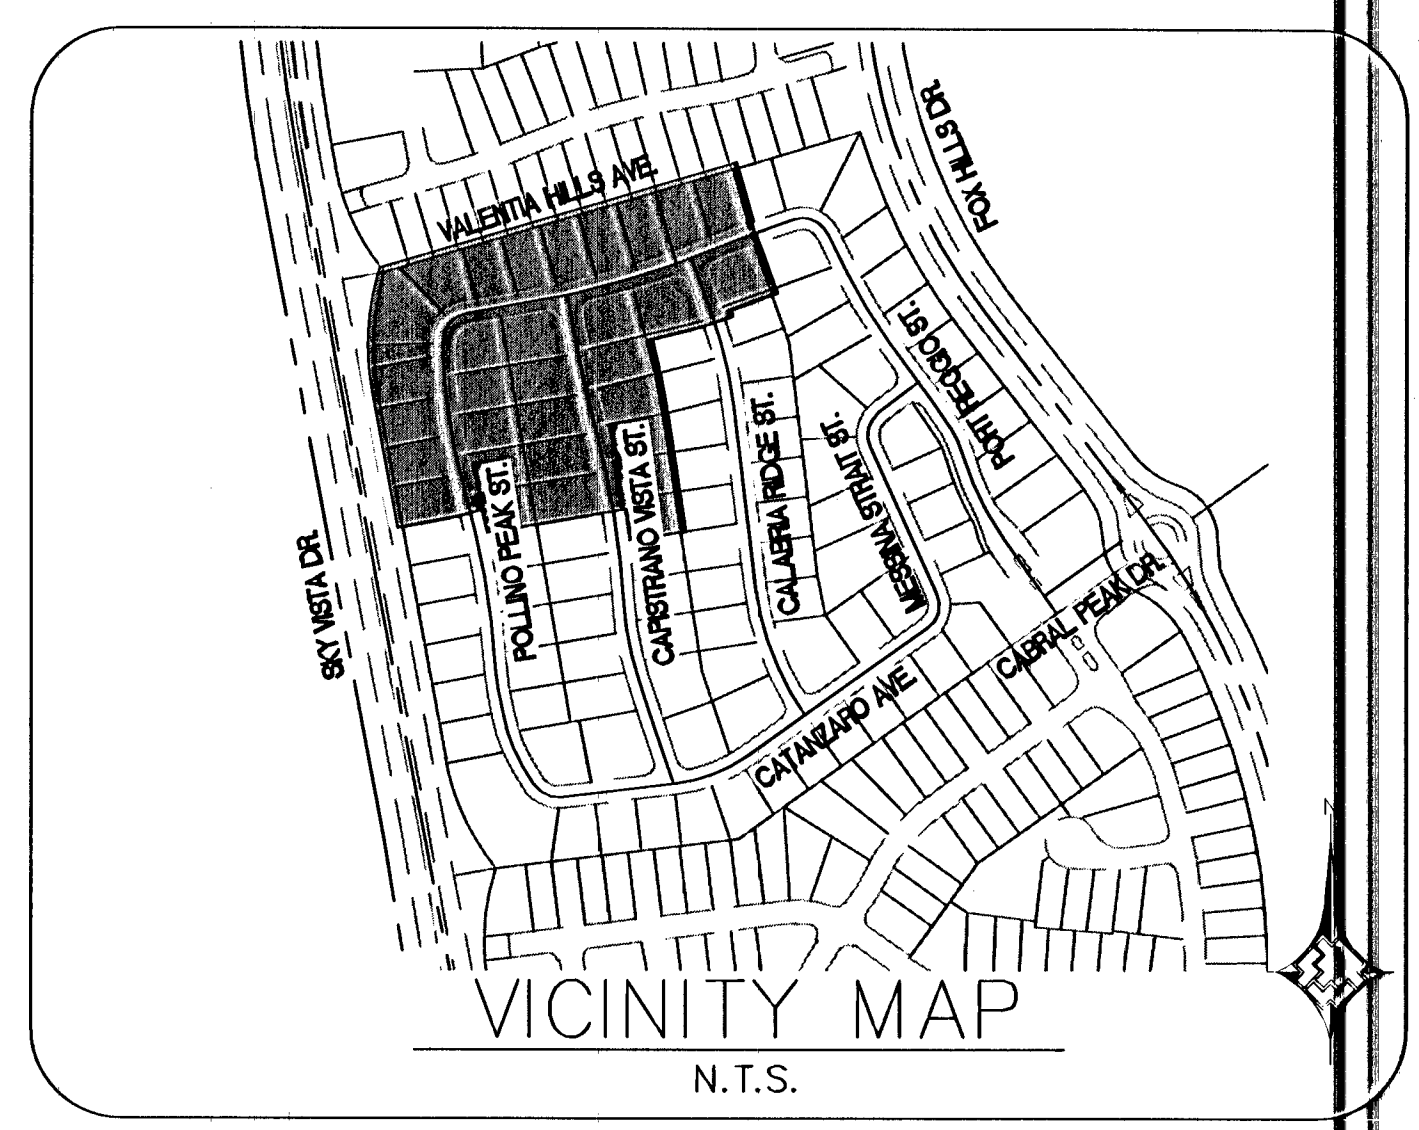 FOX HILLS DR.
VALENTIA HILLS AVE.
PORT REGGIO ST.
CALABRIA RIDGE ST.
MESSINA STRAIT ST.
CAPISTRANO VISTA ST.
POLLINO PEAK ST.
SKY VISTA DR.
CABRAL PEAK DR.
CATANZARO AVE.
N
VICINITY MAP
N.T.S.